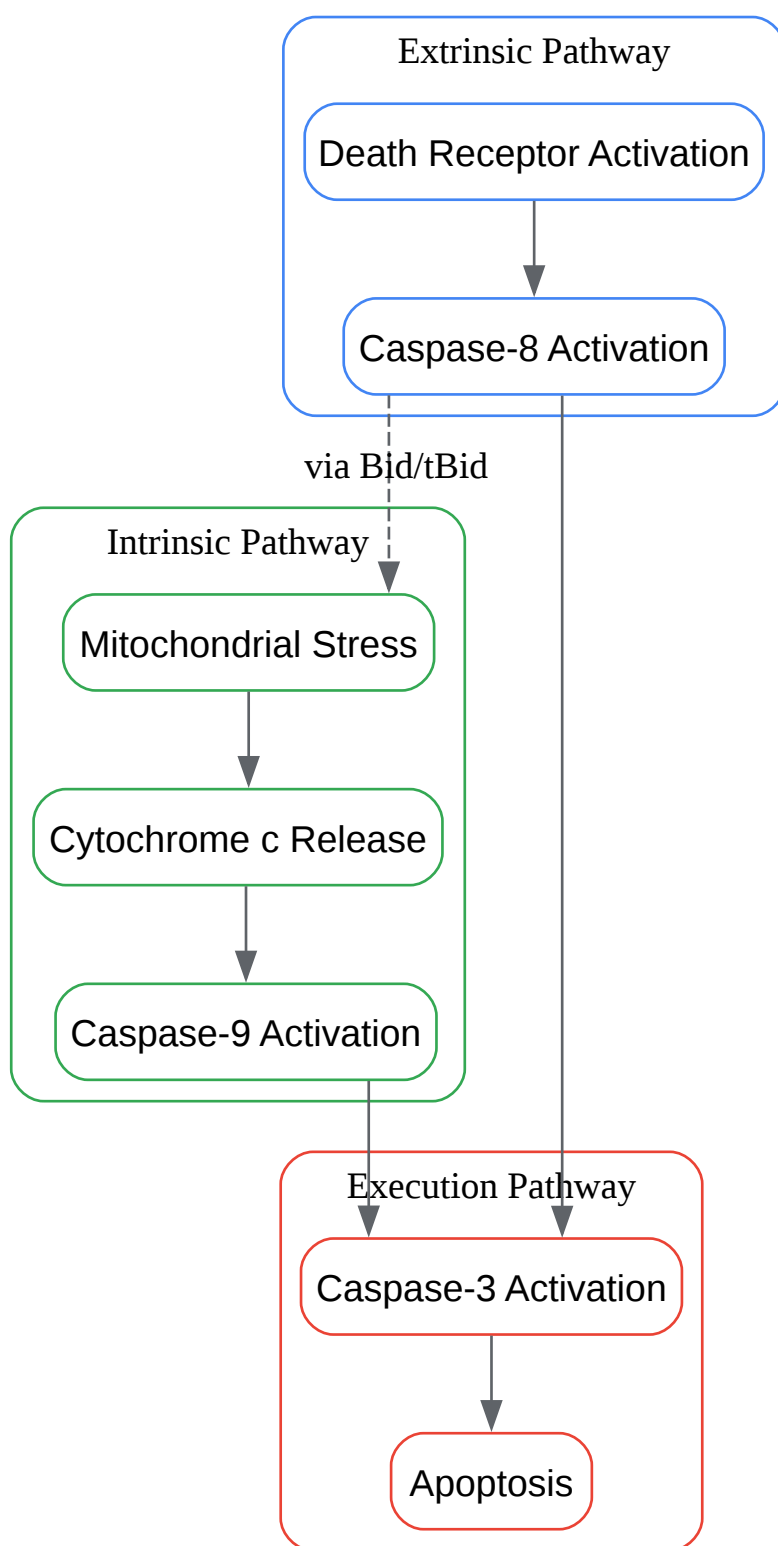 Extrinsic Pathway
Death Receptor Activation
Caspase-8 Activation
via Bid/tBid
Intrinsic Pathway
Mitochondrial Stress
Cytochrome c Release
Caspase-9 Activation
Execution Pathway
Caspase-3 Activation
Apoptosis